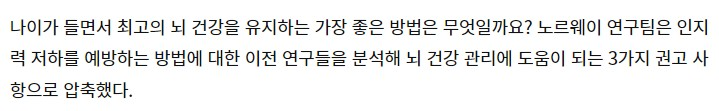 나이가 들면서 최고의 뇌 건강을 유지하는 가장 좋은 방법은 무엇일까요? 노르웨이 연구팀은 인지
력 저하를 예방하는 방법에 대한 이전 연구들을 분석해 뇌 건강 관리에 도움이 되는 3가지 권고 사
항으로 압축했다.